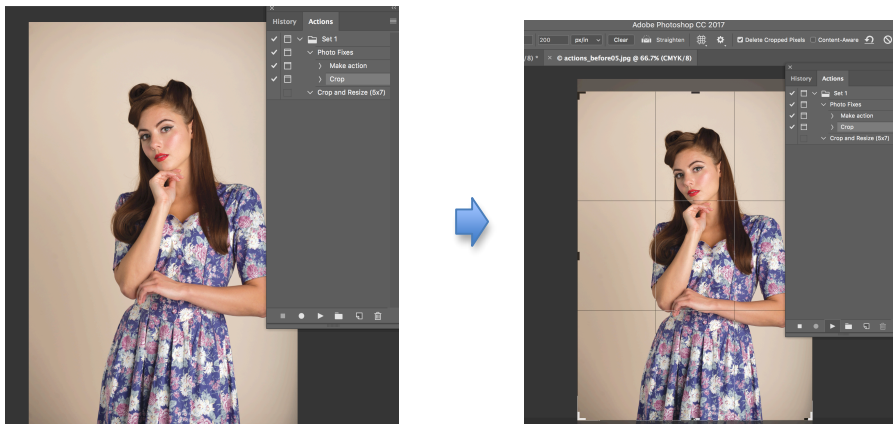 History Actions
Set 1
Photo Fixes
Make action
Crop
Crop and Resize (5x7)
Adobe Photoshop CC 2017
200 px/in Clear Straighten Delete Cropped Pixels Content-Aware
/8) * × © actions_before05.jpg @ 66.7% (CMYK/8)
History Actions
Set 1
Photo Fixes
Make action
Crop
Crop and Resize (5x7)